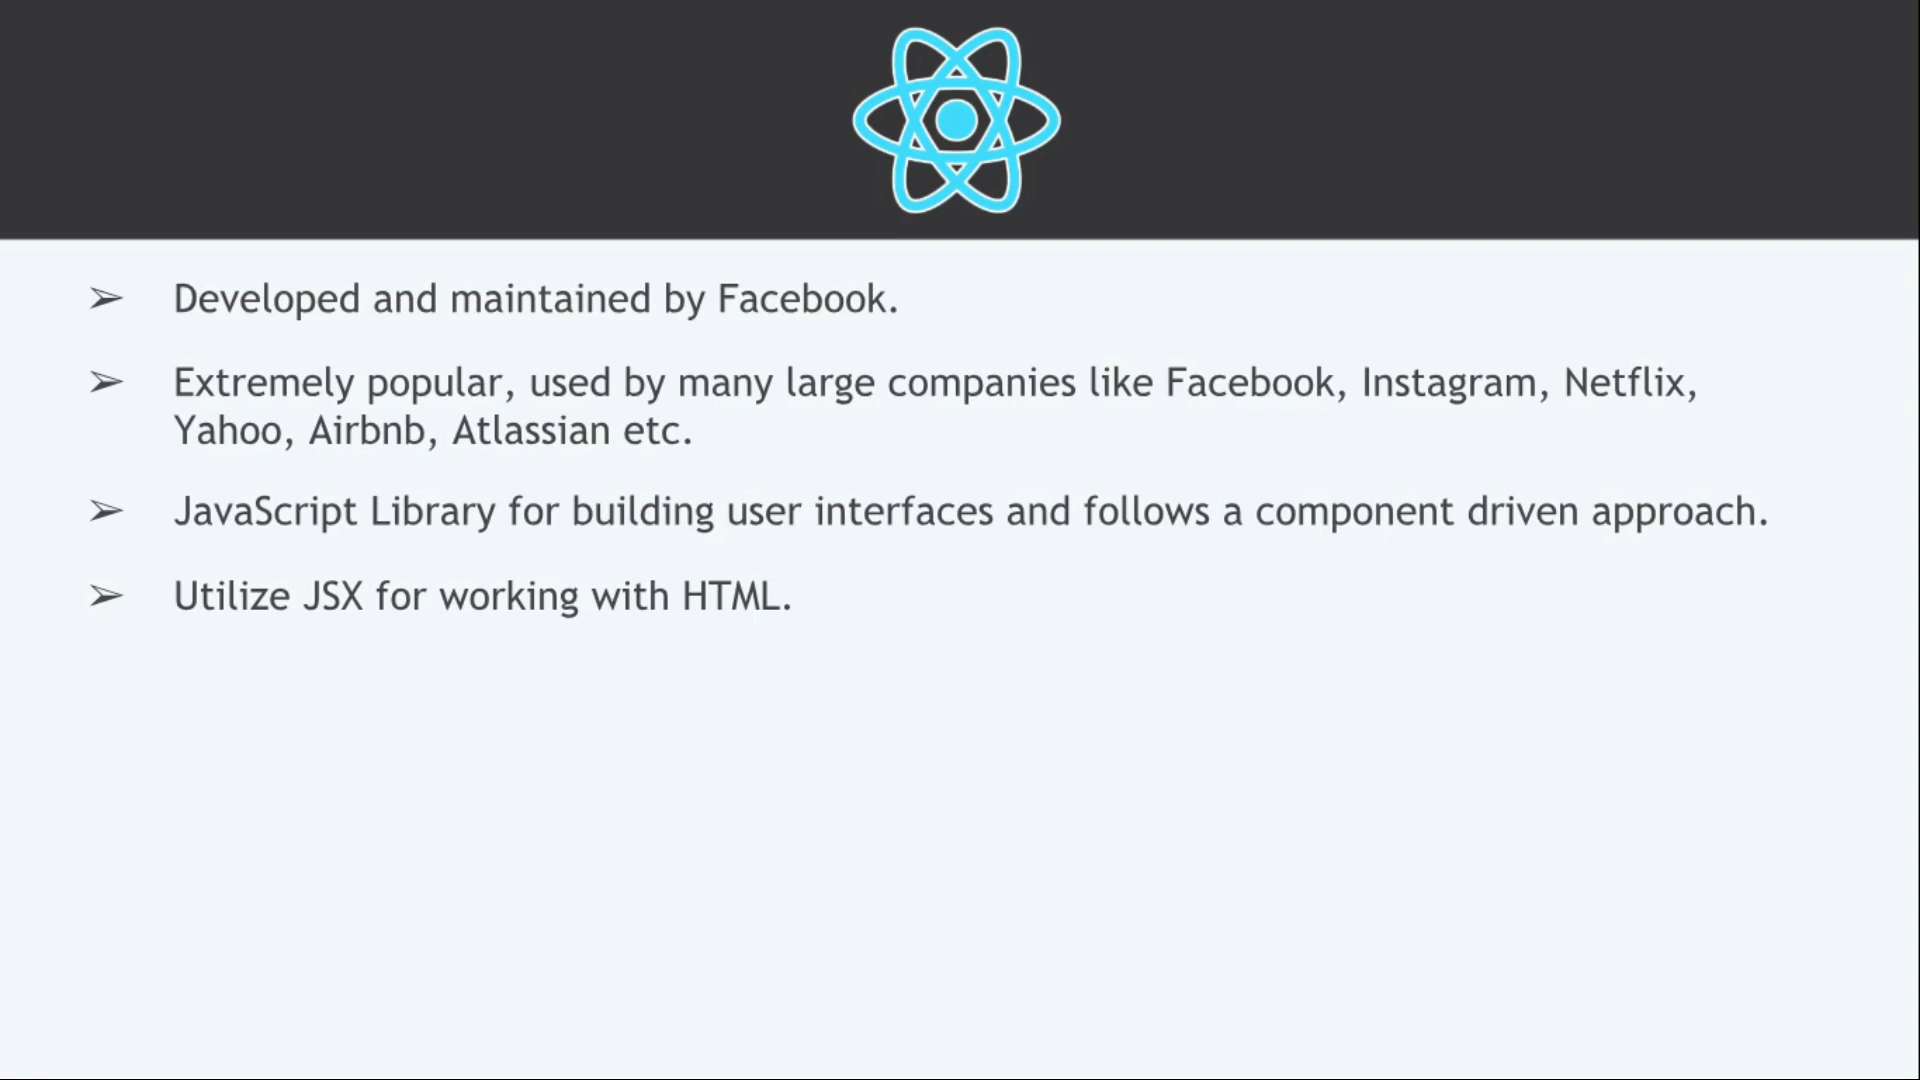 ➢ Developed and maintained by Facebook.
➢ Extremely popular, used by many large companies like Facebook, Instagram, Netflix,
Yahoo, Airbnb, Atlassian etc.
➢ JavaScript Library for building user interfaces and follows a component driven approach.
➢ Utilize JSX for working with HTML.